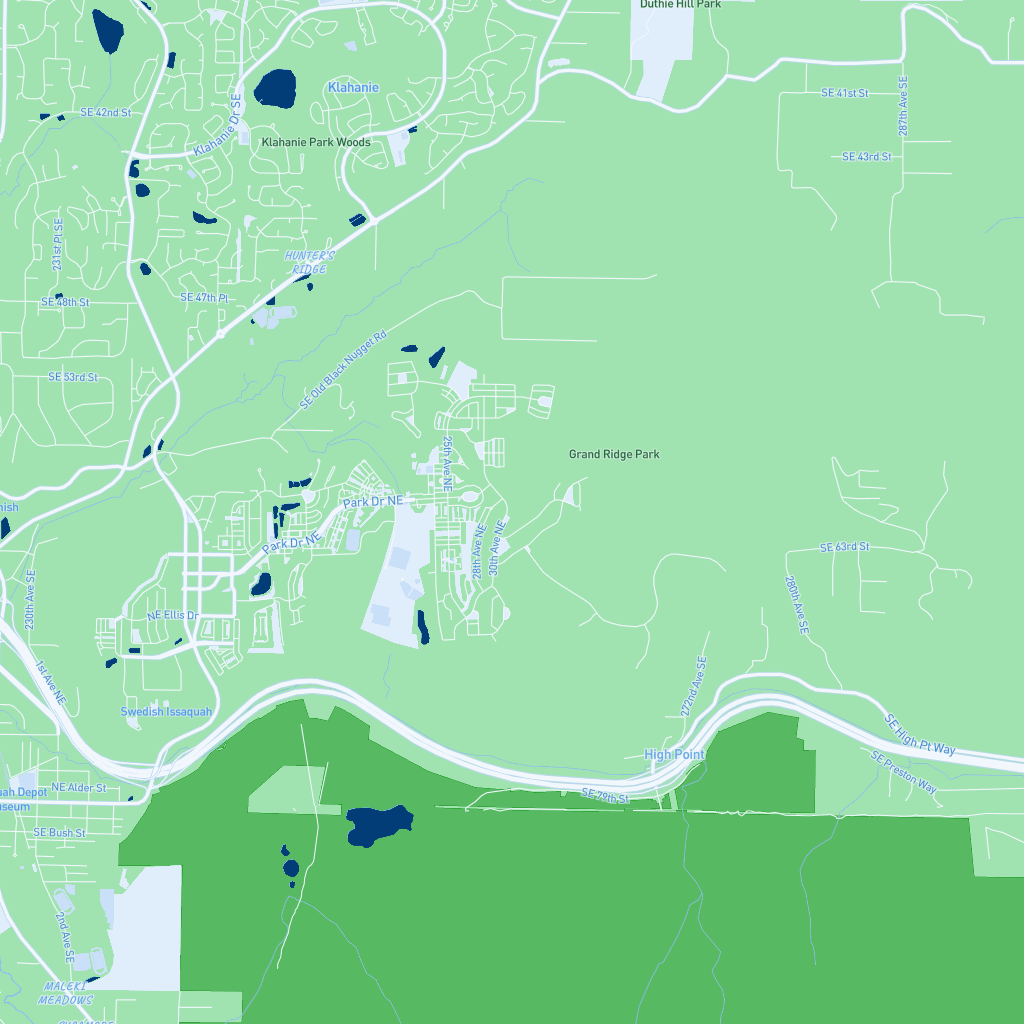 Duthie Hill Park
Klahanie
SE 41st St
287th Ave SE
SE 42nd St
Klahanie Dr SE
Klahanie Park Woods
SE 43rd St
231st Pl SE
HUNTER'S
RIDGE
SE 47th Pl
SE 48th St
SE Old Black Nugget Rd
SE 53rd St
25th Ave NE
Grand Ridge Park
Park Dr NE
nish
Park Dr NE
28th Ave NE
30th Ave NE
SE 63rd St
230th Ave SE
280th Ave SE
NE Ellis Dr
1st Ave NE
272nd Ave SE
Swedish Issaquah
SE High Pt Way
High Point
SE Preston Way
NE Alder St
uah Depot
useum
SE 79th St
SE Bush St
2nd Ave SE
MALEKI
MEADOWS